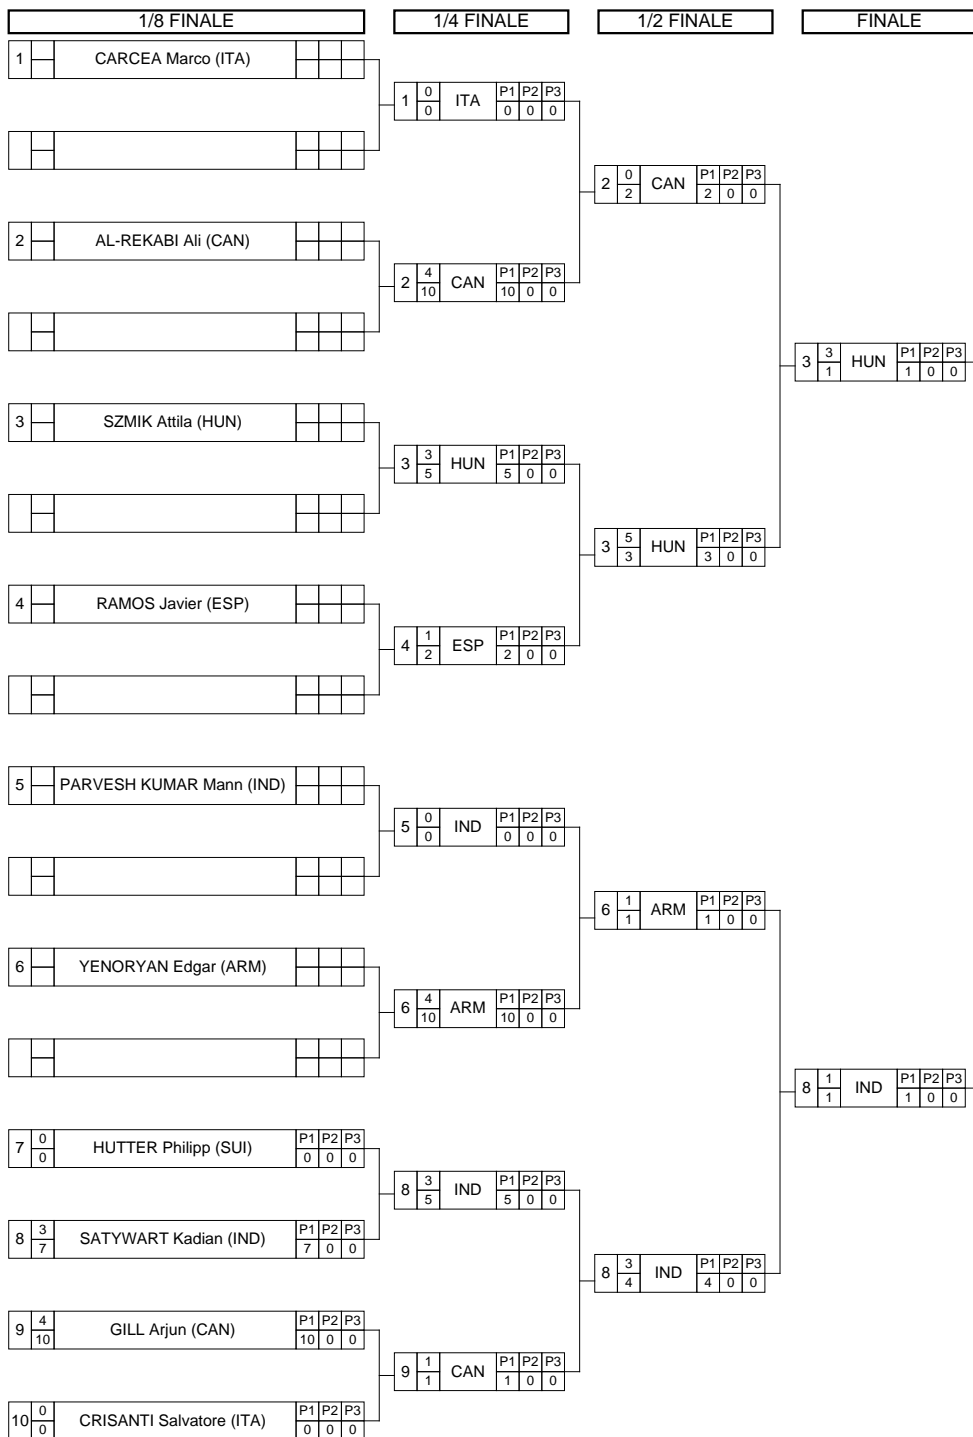 1/8 FINALE 1/4 FINALE 1/2 FINALE FINALE
1 CARCEA Marco (ITA)
1 0 ITA P1 P2 P3
0 0 0 0
2 0 CAN P1 P2 P3
2 2 0 0
2 AL-REKABI Ali (CAN)
2 4 CAN P1 P2 P3
10 10 0 0
3 3 HUN P1 P2 P3
1 1 0 0
3 SZMIK Attila (HUN)
3 3 HUN P1 P2 P3
5 5 0 0
3 5 HUN P1 P2 P3
3 3 0 0
4 RAMOS Javier (ESP)
4 1 ESP P1 P2 P3
2 2 0 0
5 PARVESH KUMAR Mann (IND)
5 0 IND P1 P2 P3
0 0 0 0
6 1 ARM P1 P2 P3
1 1 0 0
6 YENORYAN Edgar (ARM)
6 4 ARM P1 P2 P3
10 10 0 0
8 1 IND P1 P2 P3
1 1 0 0
7 0 HUTTER Philipp (SUI) P1 P2 P3
0 0 0 0
8 3 IND P1 P2 P3
5 5 0 0
8 3 SATYWART Kadian (IND) P1 P2 P3
7 7 0 0
8 3 IND P1 P2 P3
4 4 0 0
9 4 GILL Arjun (CAN) P1 P2 P3
10 10 0 0
9 1 CAN P1 P2 P3
1 1 0 0
10 0 CRISANTI Salvatore (ITA) P1 P2 P3
0 0 0 0